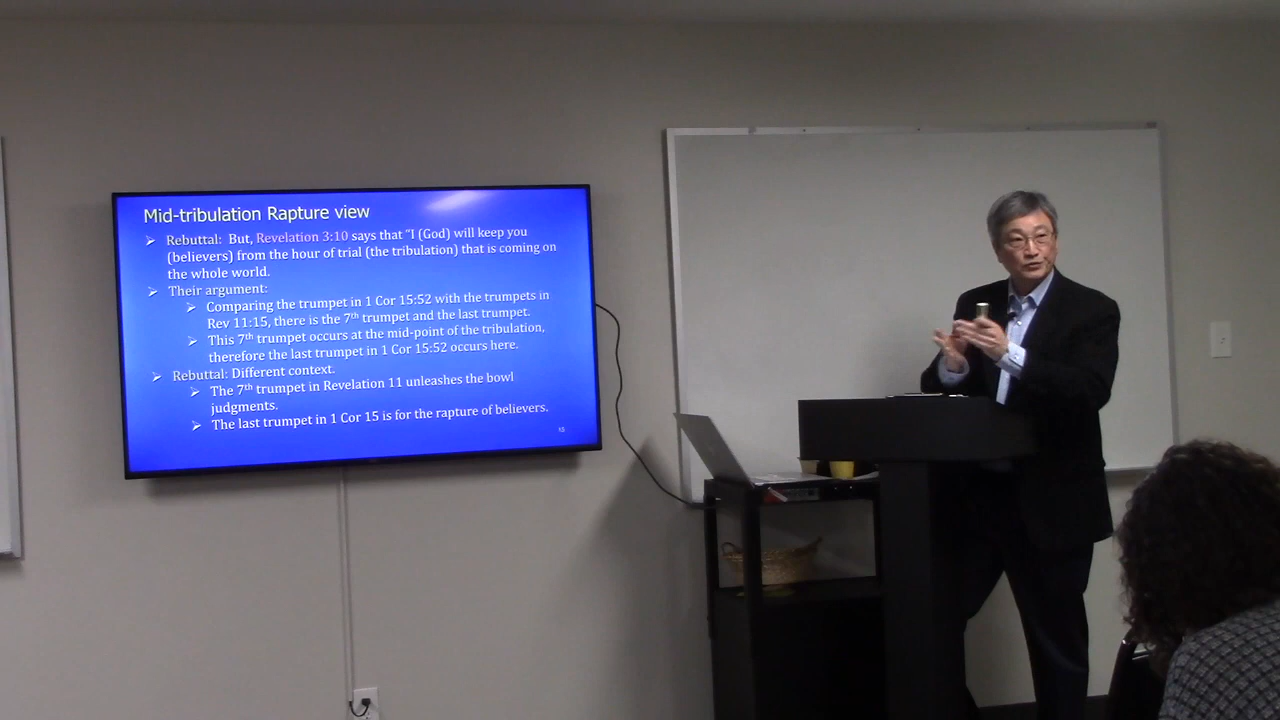 Mid-tribulation Rapture view
➢ Rebuttal: But, Revelation 3:10 says that "I (God) will keep you
(believers) from the hour of trial (the tribulation) that is coming on
the whole world.
➢ Their argument:
➢ Comparing the trumpet in 1 Cor 15:52 with the trumpets in
Rev 11:15, there is the 7th trumpet and the last trumpet.
➢ This 7th trumpet occurs at the mid-point of the tribulation,
therefore the last trumpet in 1 Cor 15:52 occurs here.
➢ Rebuttal: Different context.
➢ The 7th trumpet in Revelation 11 unleashes the bowl
judgments.
➢ The last trumpet in 1 Cor 15 is for the rapture of believers.